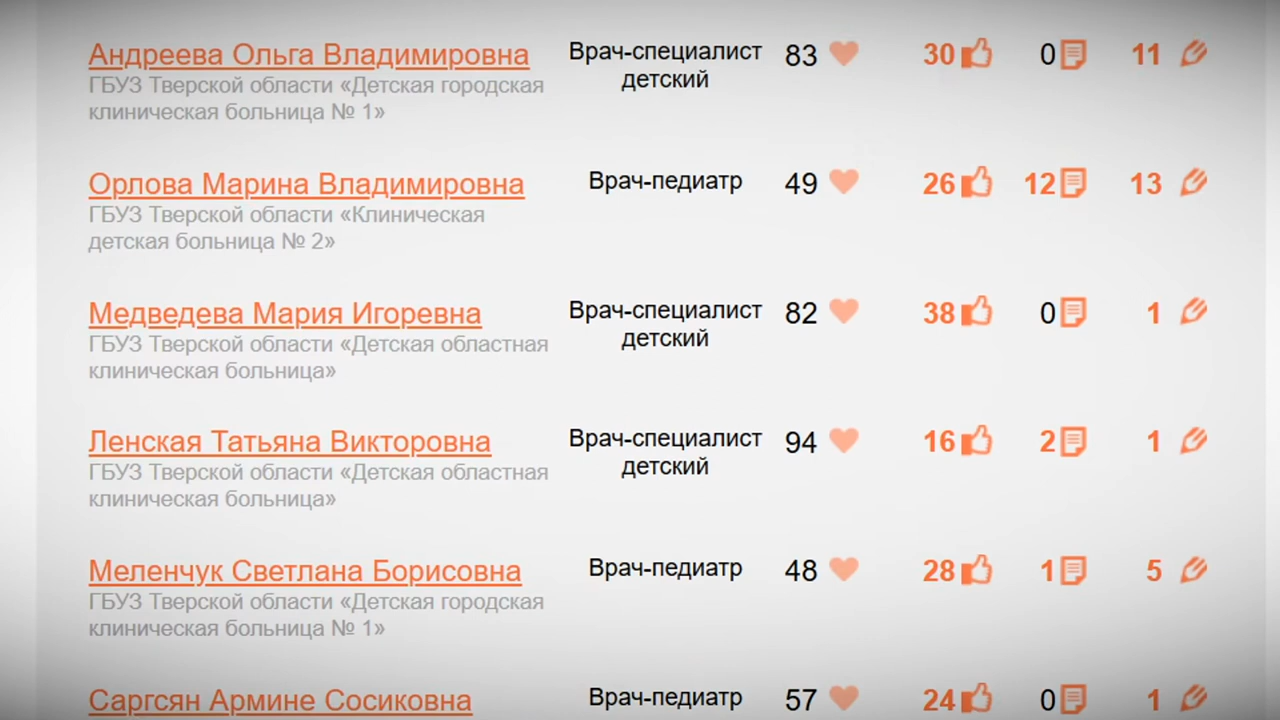 Андреева Ольга Владимировна Врач-специалист 83 30 0 11
ГБУЗ Тверской области «Детская городская детский
клиническая больница № 1»
Орлова Марина Владимировна Врач-педиатр 49 26 12 13
ГБУЗ Тверской области «Клиническая
детская больница № 2»
Медведева Мария Игоревна Врач-специалист 82 38 0 1
ГБУЗ Тверской области «Детская областная детский
клиническая больница»
Ленская Татьяна Викторовна Врач-специалист 94 16 2 1
ГБУЗ Тверской области «Детская областная детский
клиническая больница»
Меленчук Светлана Борисовна Врач-педиатр 48 28 1 5
ГБУЗ Тверской области «Детская городская
клиническая больница № 1»
Саргсян Армине Сосиковна Врач-педиатр 57 24 0 1